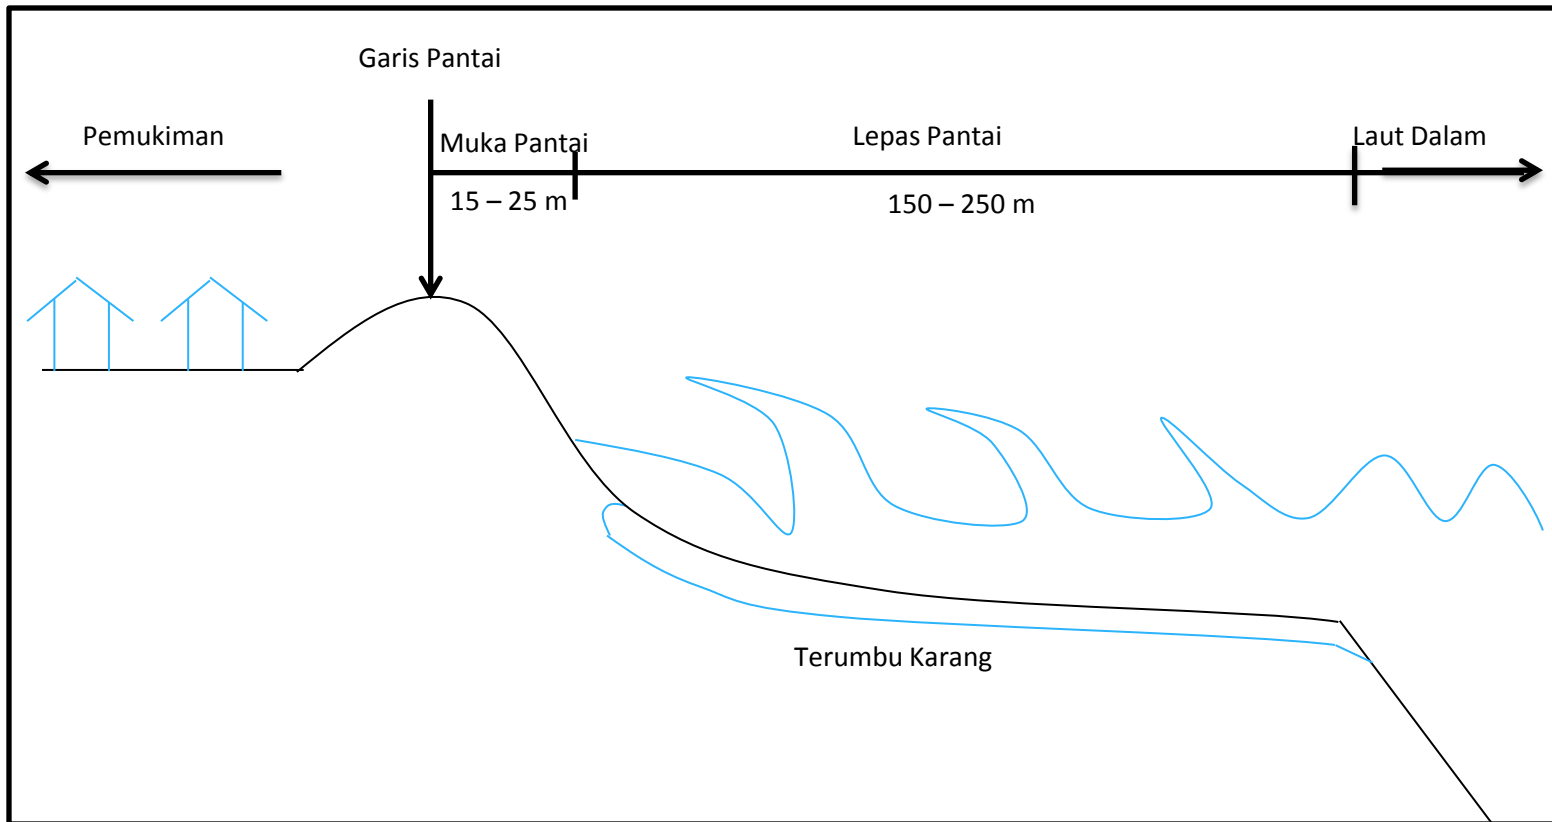 Garis Pantai
Pemukiman
Muka Pantai
Lepas Pantai
Laut Dalam
15 – 25 m
150 – 250 m
Terumbu Karang